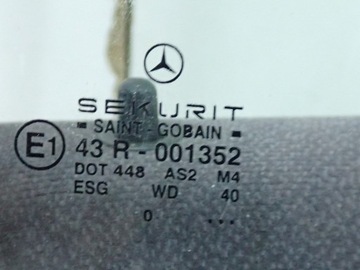 SEKURIT
SAINT-GOBAIN
E1 43 R-001352
DOT 448 AS2 M4
ESG WD 40
0 ...